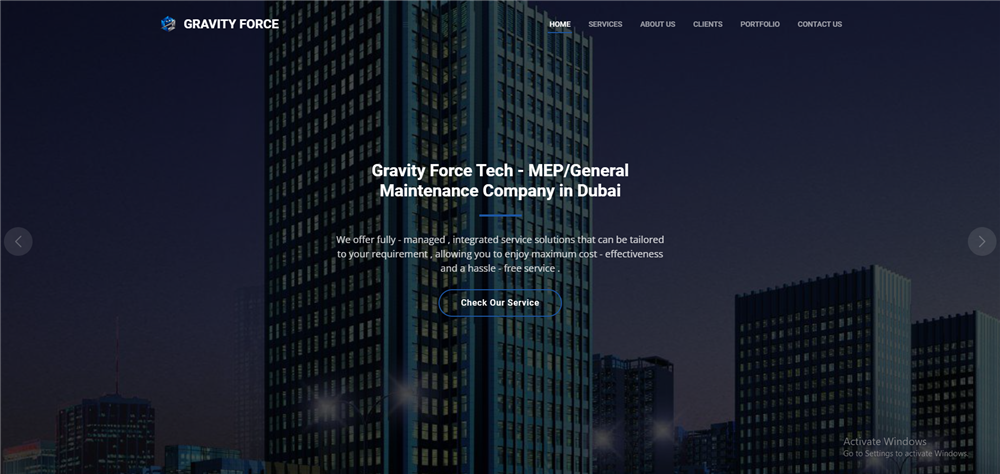 GRAVITY FORCE
HOME SERVICES ABOUT US CLIENTS PORTFOLIO CONTACT US
Gravity Force Tech - MEP/General
Maintenance Company in Dubai
We offer fully - managed , integrated service solutions that can be tailored
to your requirement , allowing you to enjoy maximum cost - effectiveness
and a hassle - free service .
Check Our Service
Activate Windows
Go to Settings to activate Windows.